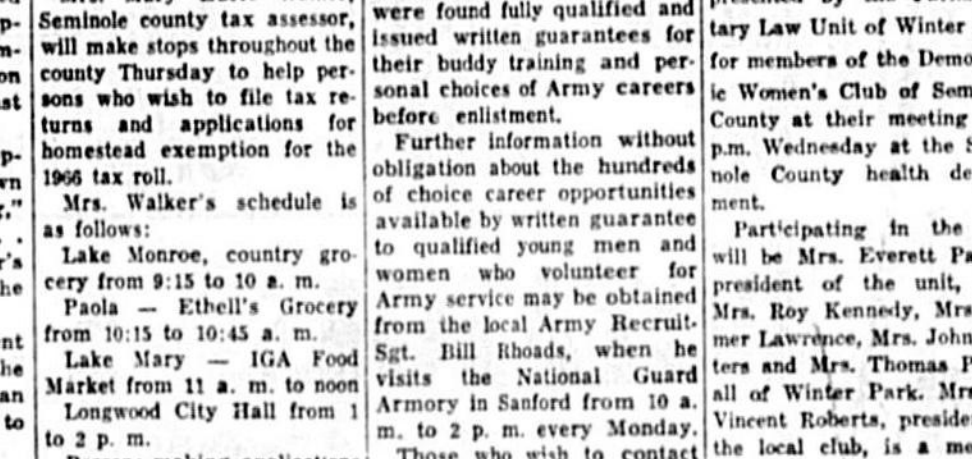 p-
m-
on
st
p-
wn
."
. .
r's
he
nt
he
an
to
Seminole county tax assessor,
will make stops throughout the
county Thursday to help per-
sons who wish to file tax re-
turns and applications for
homestead exemption for the
1966 tax roll.
Mrs. Walker's schedule is
as follows:
Lake Monroe, country gro-
cery from 9:15 to 10 a. m.
Paola — Ethell's Grocery
from 10:15 to 10:45 a. m.
Lake Mary — IGA Food
Market from 11 a. m. to noon
Longwood City Hall from 1
to 2 p. m.
were found fully qualified and
issued written guarantees for
their buddy training and per-
sonal choices of Army careers
before enlistment.
Further information without
obligation about the hundreds
of choice career opportunities
available by written guarantee
to qualified young men and
women who volunteer for
Army service may be obtained
from the local Army Recruit-
Sgt. Bill Rhoads, when he
visits the National Guard
Armory in Sanford from 10 a.
m. to 2 p. m. every Monday.
Those who wish to contact
tary Law Unit of Winter
for members of the Demo
ic Women's Club of Sem
County at their meeting
p.m. Wednesday at the S
nole County health de
ment.
Participating in the
will be Mrs. Everett Pa
president of the unit,
Mrs. Roy Kennedy, Mrs
mer Lawrence, Mrs. John
ters and Mrs. Thomas P
all of Winter Park. Mr
Vincent Roberts, preside
the local club, is a me